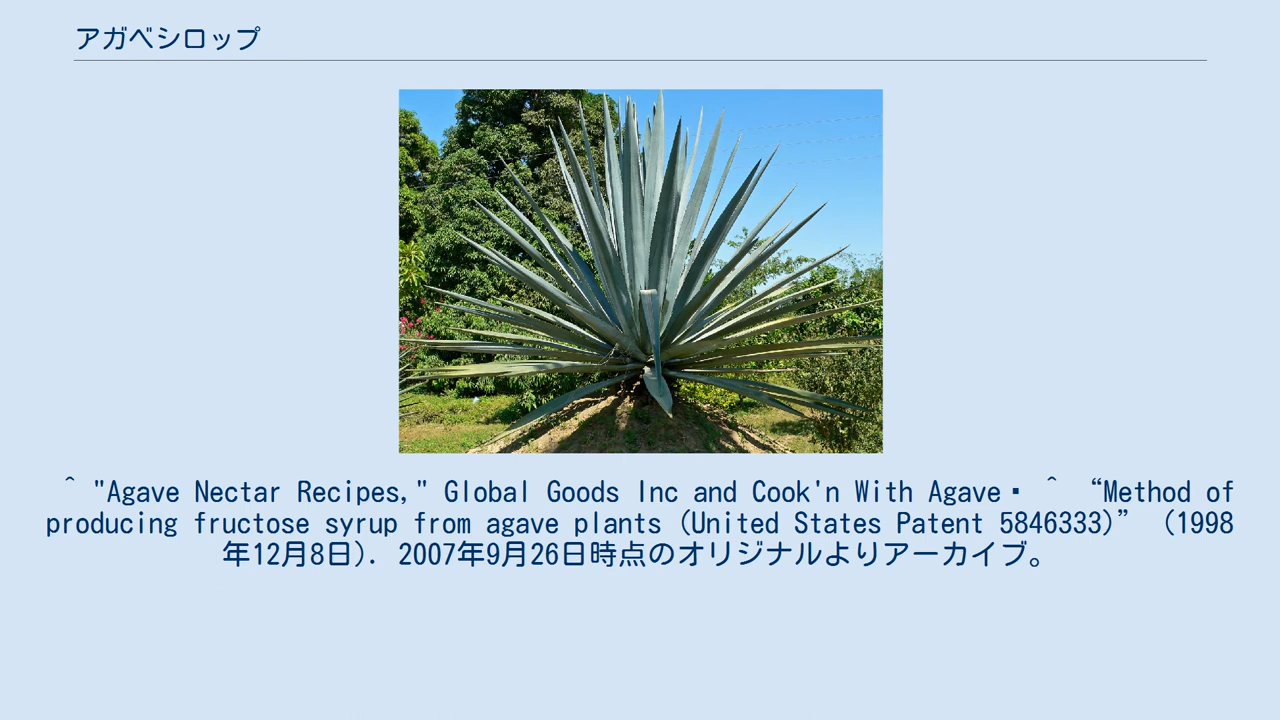 アガベシロップ
^ "Agave Nectar Recipes," Global Goods Inc and Cook'n With Agave▪ ^ “Method of
producing fructose syrup from agave plants (United States Patent 5846333)” (1998
年12月8日). 2007年9月26日時点のオリジナルよりアーカイブ。